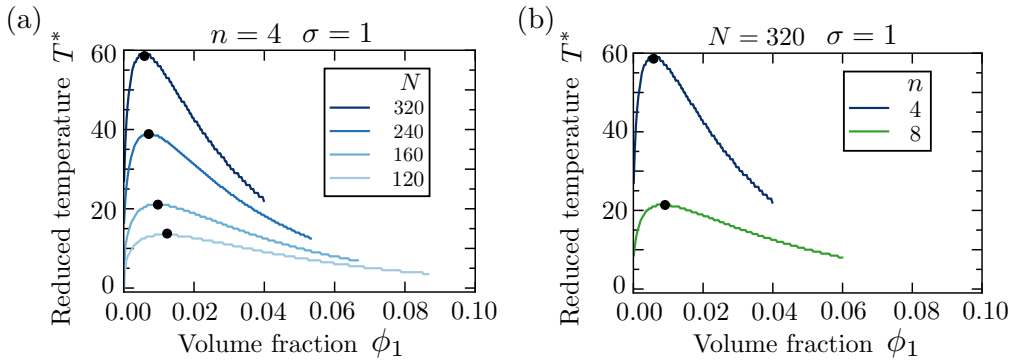 (a)
n = 4 σ = 1
Reduced temperature T*
60
40
20
0
0.00 0.02 0.04 0.06 0.08 0.10
Volume fraction ϕ₁
N
320
240
160
120
(b)
N = 320 σ = 1
Reduced temperature T*
60
40
20
0
0.00 0.02 0.04 0.06 0.08 0.10
Volume fraction ϕ₁
n
4
8